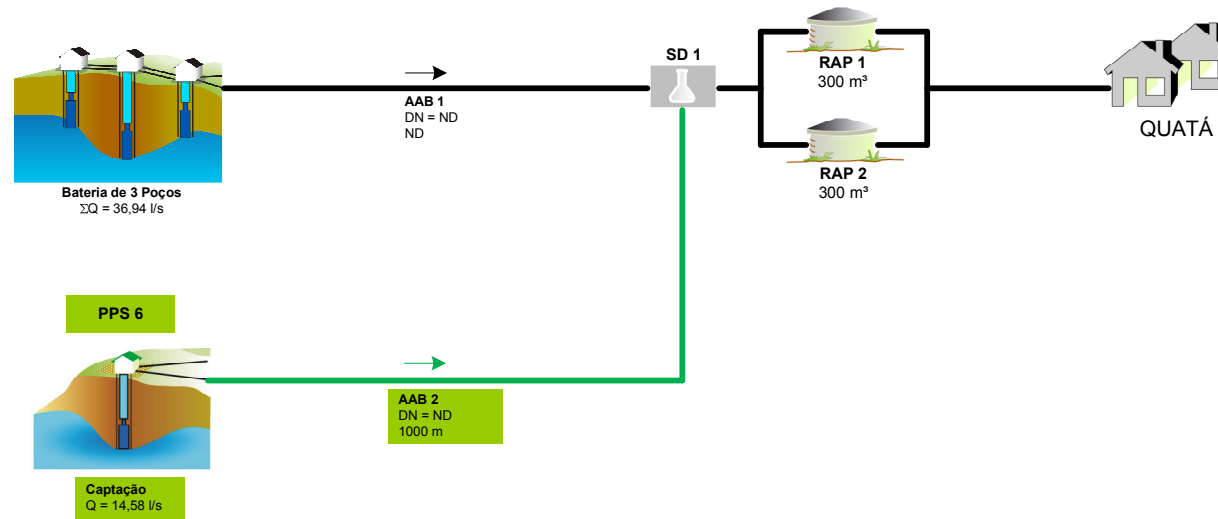 SD 1
RAP 1
300 m³
AAB 1
DN = ND
ND
QUATÁ
RAP 2
300 m³
Bateria de 3 Poços
ΣQ = 36,94 l/s
PPS 6
AAB 2
DN = ND
1000 m
Captação
Q = 14,58 l/s